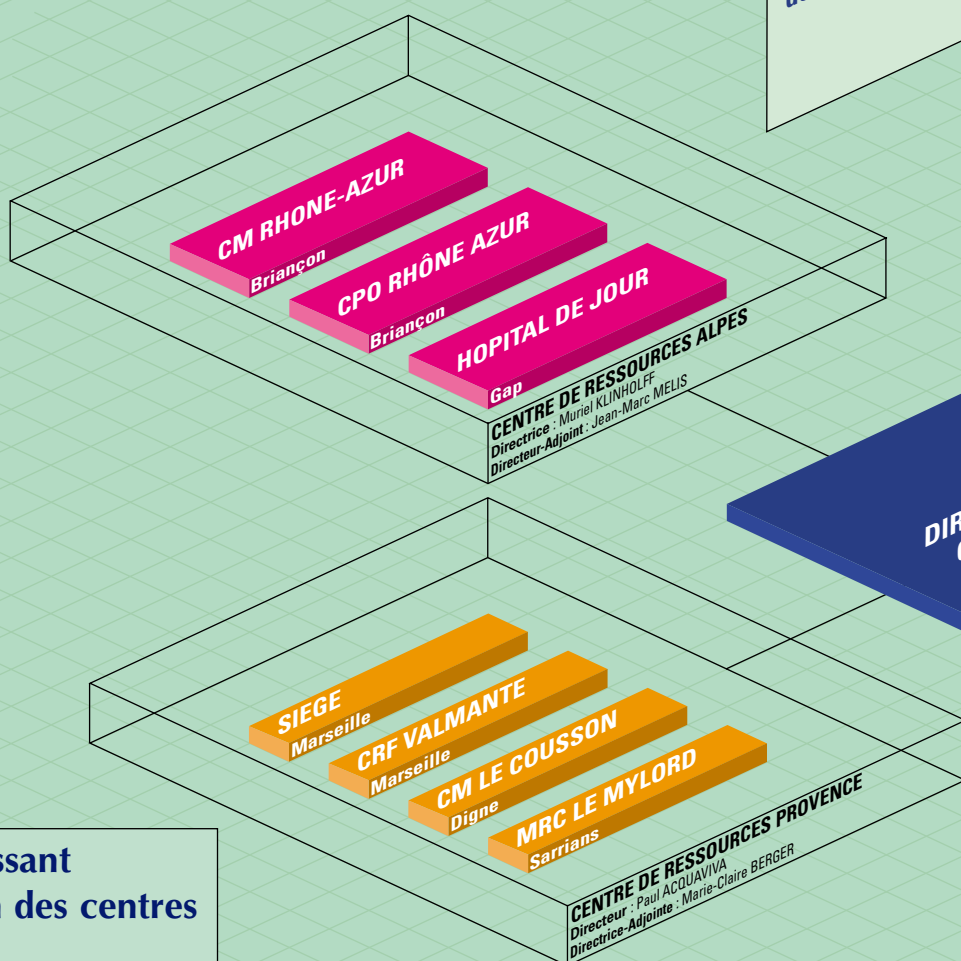 CM RHONE-AZUR
Briançon
CPO RHÔNE AZUR
Briançon
HOPITAL DE JOUR
Gap
CENTRE DE RESSOURCES ALPES
Directrice : Muriel KLINHOLFF
Directeur-Adjoint : Jean-Marc MELIS
DIR
SIEGE
Marseille
CRF VALMANTE
Marseille
CM LE COUSSON
Digne
MRC LE MYLORD
Sarrians
CENTRE DE RESSOURCES PROVENCE
Directeur : Paul ACQUAVIVA
Directrice-Adjointe : Marie-Claire BERGER
ssant
des centres